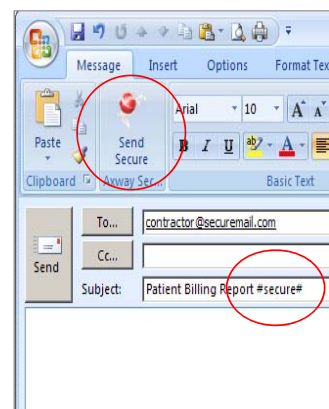 Message Insert Options Format Tex
Paste
Send Secure
Arial 10 A A
B I U ab A
Clipboard Axway Sec... Basic Text
Send
To... contractor@securemail.com
Cc...
Subject: Patient Billing Report #secure#